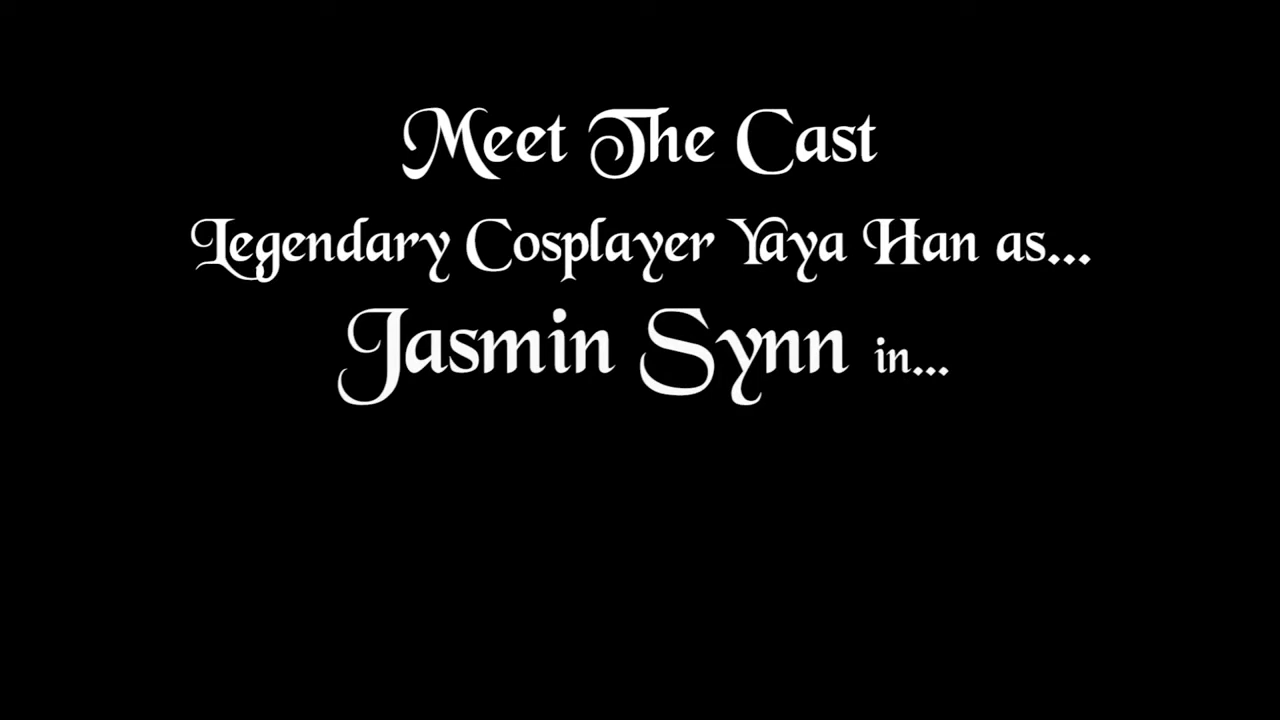 Meet The Cast
Legendary Cosplayer Yaya Han as...
Jasmin Synn in...